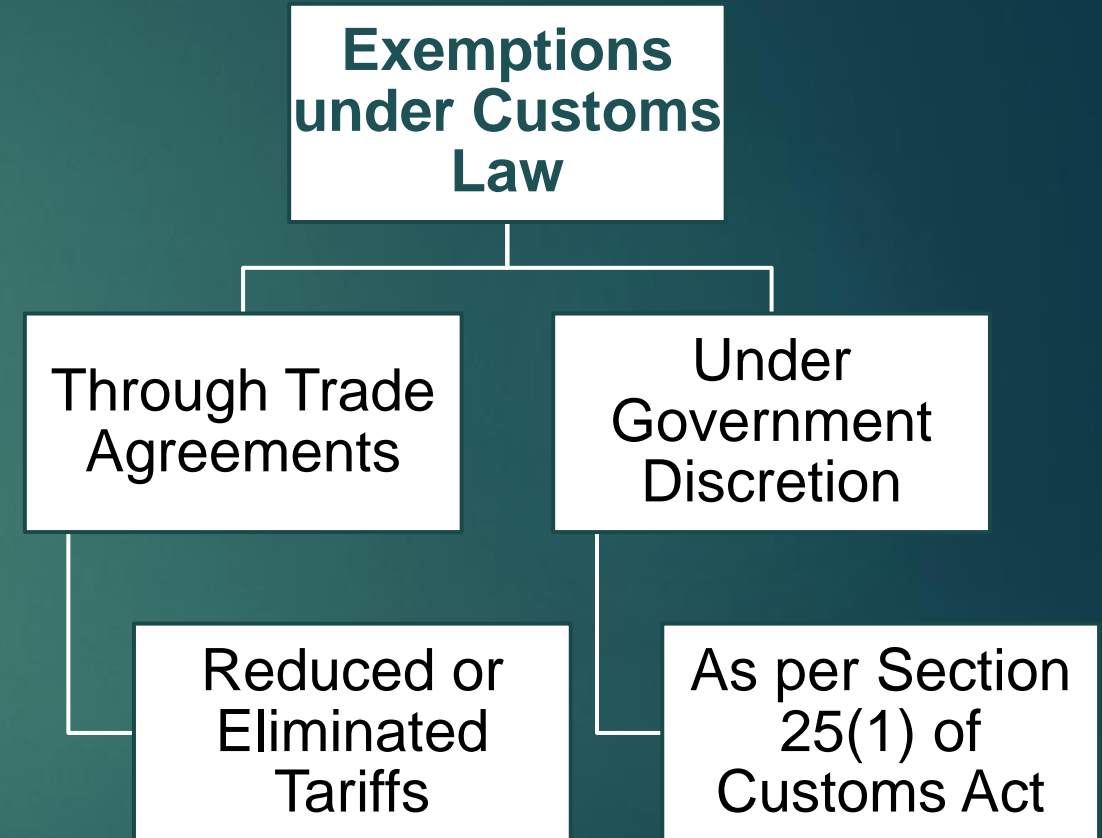 Exemptions
under Customs
Law
Through Trade
Agreements
Under
Government
Discretion
Reduced or
Eliminated
Tariffs
As per Section
25(1) of
Customs Act